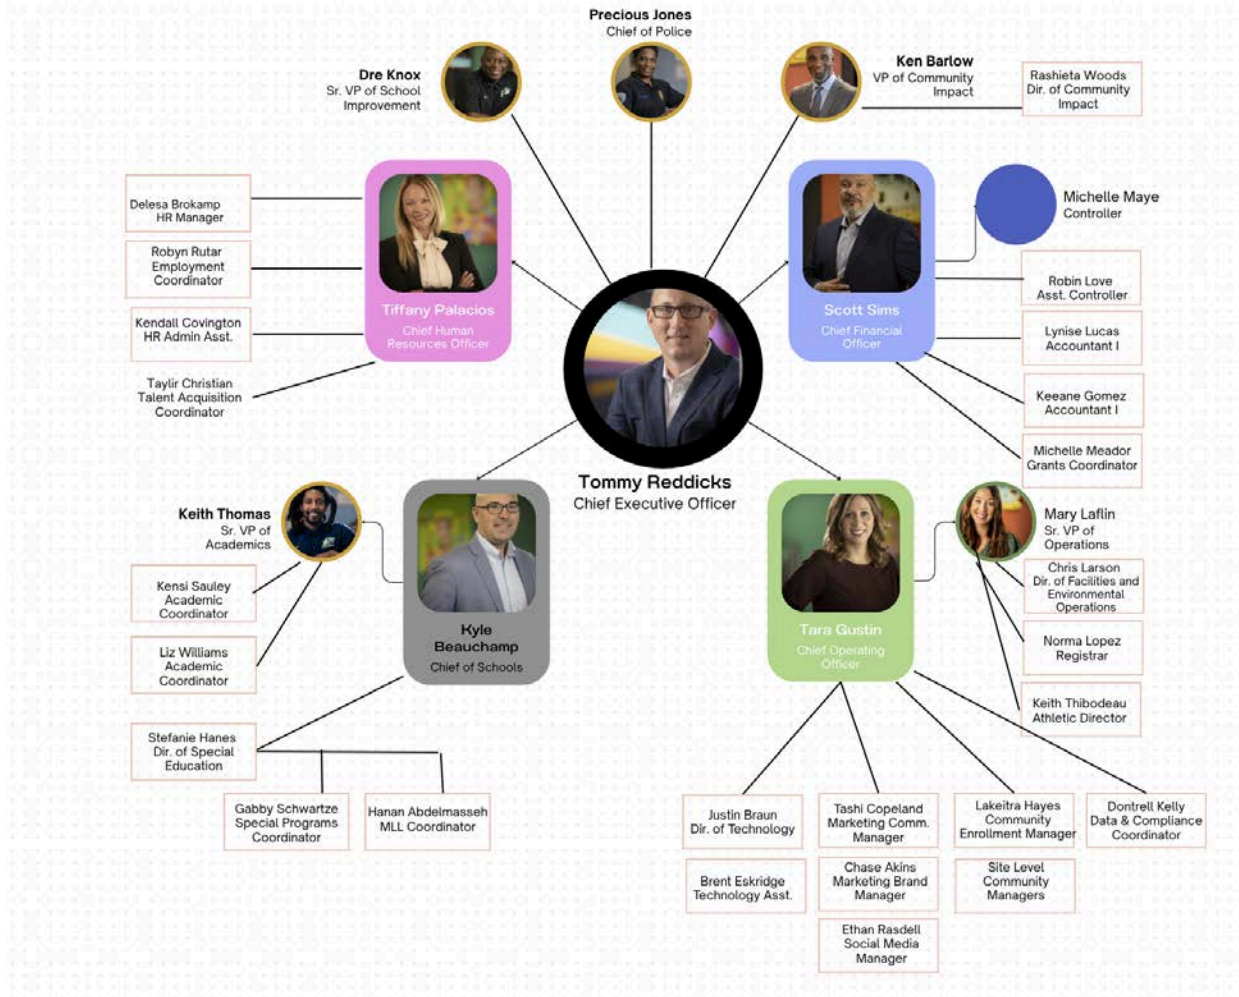 Precious Jones
Chief of Police
Dre Knox
Sr. VP of School
Improvement
Ken Barlow
VP of Community
Impact
Rashieta Woods
Dir. of Community
Impact
Delesa Brokamp
HR Manager
Robyn Rutar
Employment
Coordinator
Kendall Covington
HR Admin Asst.
Taylir Christian
Talent Acquisition
Coordinator
Tiffany Palacios
Chief Human
Resources Officer
Scott Sims
Chief Financial
Officer
Michelle Maye
Controller
Robin Love
Asst. Controller
Lynise Lucas
Accountant I
Keeane Gomez
Accountant I
Michelle Meador
Grants Coordinator
Tommy Reddicks
Chief Executive Officer
Keith Thomas
Sr. VP of
Academics
Kensi Sauley
Academic
Coordinator
Liz Williams
Academic
Coordinator
Kyle
Beauchamp
Chief of Schools
Stefanie Hanes
Dir. of Special
Education
Gabby Schwartze
Special Programs
Coordinator
Hanan Abdelmasseh
MLL Coordinator
Tara Gustin
Chief Operating
Officer
Mary Laflin
Sr. VP of
Operations
Chris Larson
Dir. of Facilities and
Environmental
Operations
Norma Lopez
Registrar
Keith Thibodeau
Athletic Director
Justin Braun
Dir. of Technology
Brent Eskridge
Technology Asst.
Tashi Copeland
Marketing Comm.
Manager
Chase Akins
Marketing Brand
Manager
Ethan Rasdell
Social Media
Manager
Lakeitra Hayes
Community
Enrollment Manager
Site Level
Community
Managers
Dontrell Kelly
Data & Compliance
Coordinator